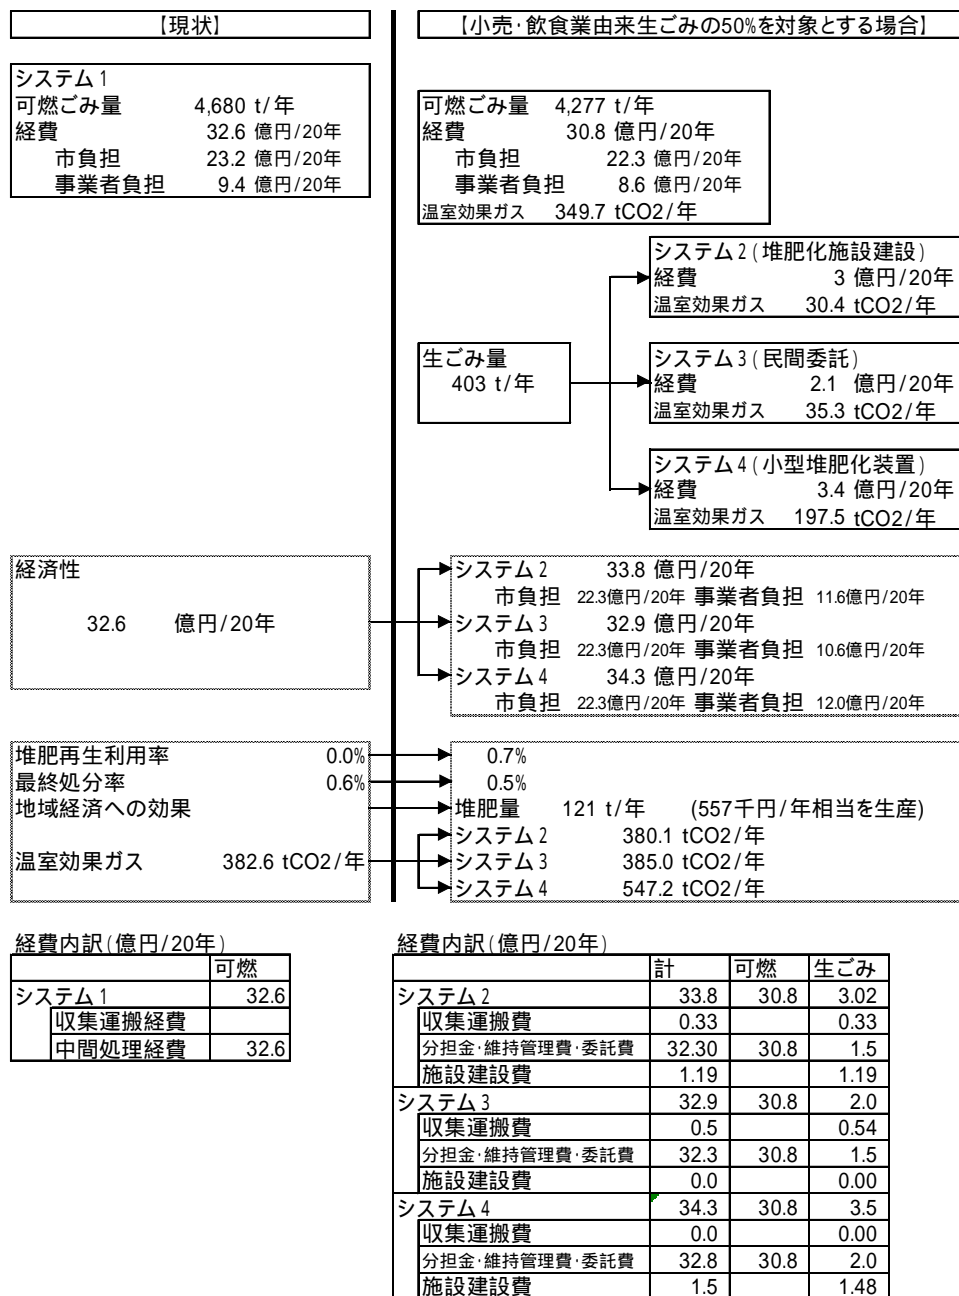 【現状】
【小売・飲食業由来生ごみの50%を対象とする場合】
システム1
可燃ごみ量 4,680 t/年
経費 32.6 億円/20年
市負担 23.2 億円/20年
事業者負担 9.4 億円/20年
可燃ごみ量 4,277 t/年
経費 30.8 億円/20年
市負担 22.3 億円/20年
事業者負担 8.6 億円/20年
温室効果ガス 349.7 tCO2/年
システム2(堆肥化施設建設)
経費 3 億円/20年
温室効果ガス 30.4 tCO2/年
生ごみ量
403 t/年
システム3(民間委託)
経費 2.1 億円/20年
温室効果ガス 35.3 tCO2/年
システム4(小型堆肥化装置)
経費 3.4 億円/20年
温室効果ガス 197.5 tCO2/年
経済性
32.6 億円/20年
システム2 33.8 億円/20年
市負担 22.3億円/20年 事業者負担 11.6億円/20年
システム3 32.9 億円/20年
市負担 22.3億円/20年 事業者負担 10.6億円/20年
システム4 34.3 億円/20年
市負担 22.3億円/20年 事業者負担 12.0億円/20年
堆肥再生利用率 0.0% 0.7%
最終処分率 0.6% 0.5%
地域経済への効果 堆肥量 121 t/年 (557千円/年相当を生産)
システム2 380.1 tCO2/年
温室効果ガス 382.6 tCO2/年 システム3 385.0 tCO2/年
システム4 547.2 tCO2/年
経費内訳(億円/20年)
可燃
システム1 32.6
収集運搬経費
中間処理経費 32.6
経費内訳(億円/20年)
計 可燃 生ごみ
システム2 33.8 30.8 3.02
収集運搬費 0.33 0.33
分担金・維持管理費・委託費 32.30 30.8 1.5
施設建設費 1.19 1.19
システム3 32.9 30.8 2.0
収集運搬費 0.5 0.54
分担金・維持管理費・委託費 32.3 30.8 1.5
施設建設費 0.0 0.00
システム4 34.3 30.8 3.5
収集運搬費 0.0 0.00
分担金・維持管理費・委託費 32.8 30.8 2.0
施設建設費 1.5 1.48